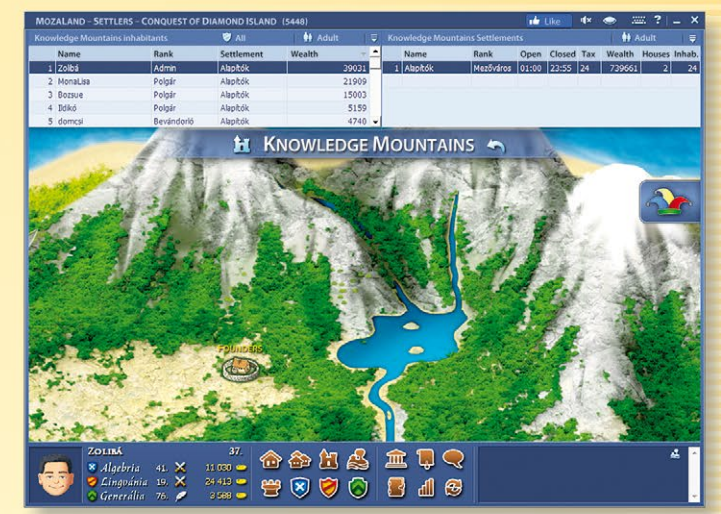 MOZALAND - SETTLERS - CONQUEST OF DIAMOND ISLAND (5448) Like ?
Knowledge Mountains inhabitants All Adult
Name Rank Settlement Wealth
1 Zolibá Admin Alapítók 39031
2 MonaLisa Polgár Alapítók 21909
3 Bozsue Polgár Alapítók 15003
4 Ildikó Polgár Alapítók 5159
5 domcsi Bevándorló Alapítók 4740
Knowledge Mountains Settlements Adult
Name Rank Open Closed Tax Wealth Houses Inhab.
1 Alapítók Mezőváros 01:00 23:55 24 739661 2 24
KNOWLEDGE MOUNTAINS
FOUNDERS
ZOLIBÁ 37.
Algebria 41. 11 030
Lingvánia 19. 24 413
Generália 76. 3 588